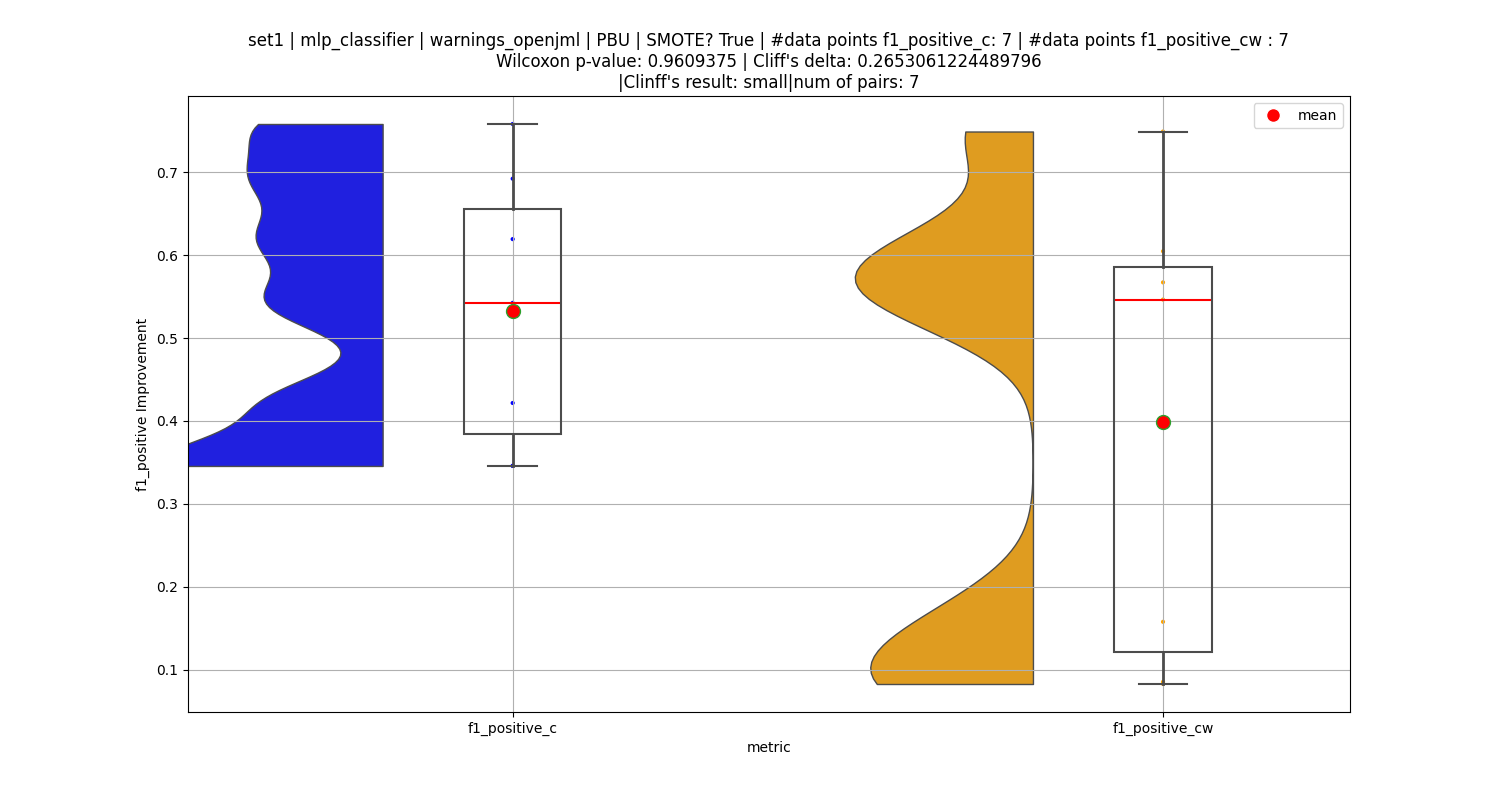 set1 | mlp_classifier | warnings_openjml | PBU | SMOTE? True | #data points f1_positive_c: 7 | #data points f1_positive_cw : 7
Wilcoxon p-value: 0.9609375 | Cliff's delta: 0.2653061224489796
|Clinff's result: small|num of pairs: 7
mean
0.7
0.6
0.5
0.4
0.3
0.2
0.1
f1_positive Improvement
f1_positive_c
f1_positive_cw
metric